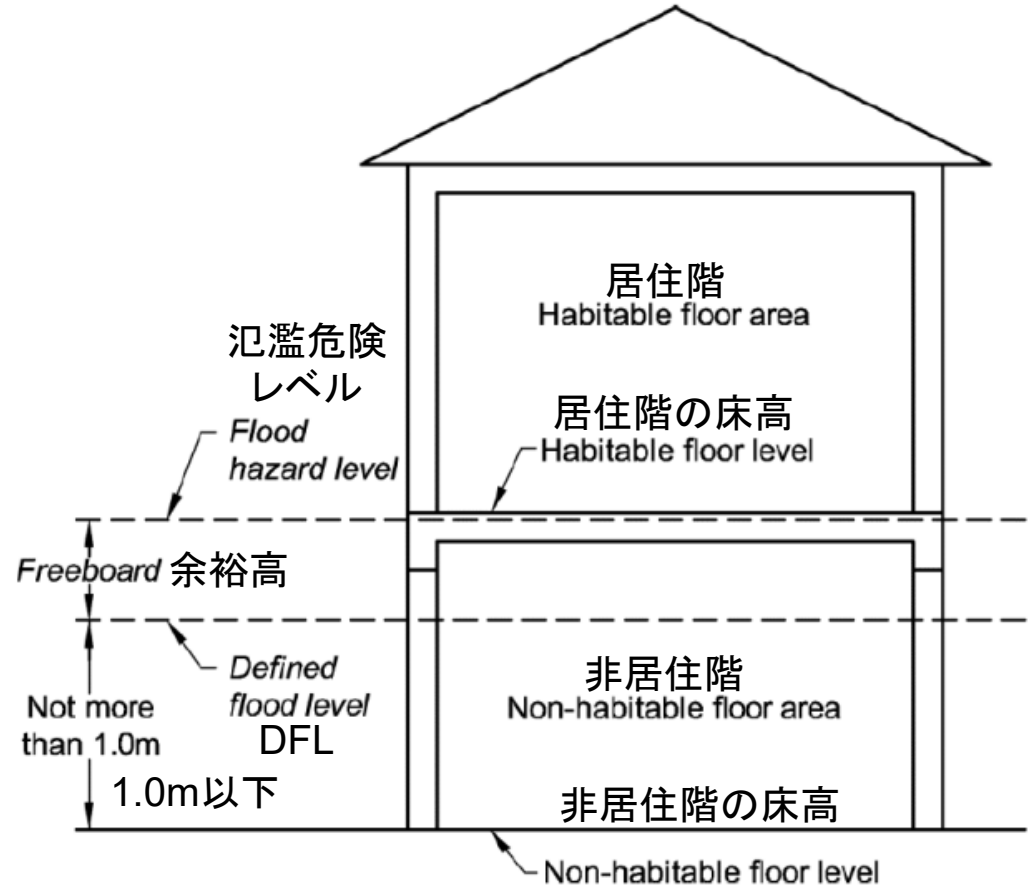 居住階
Habitable floor area
氾濫危険
レベル
Flood
hazard level
居住階の床高
Habitable floor level
Freeboard 余裕高
Defined
flood level
DFL
Not more
than 1.0m
1.0m以下
非居住階
Non-habitable floor area
非居住階の床高
Non-habitable floor level